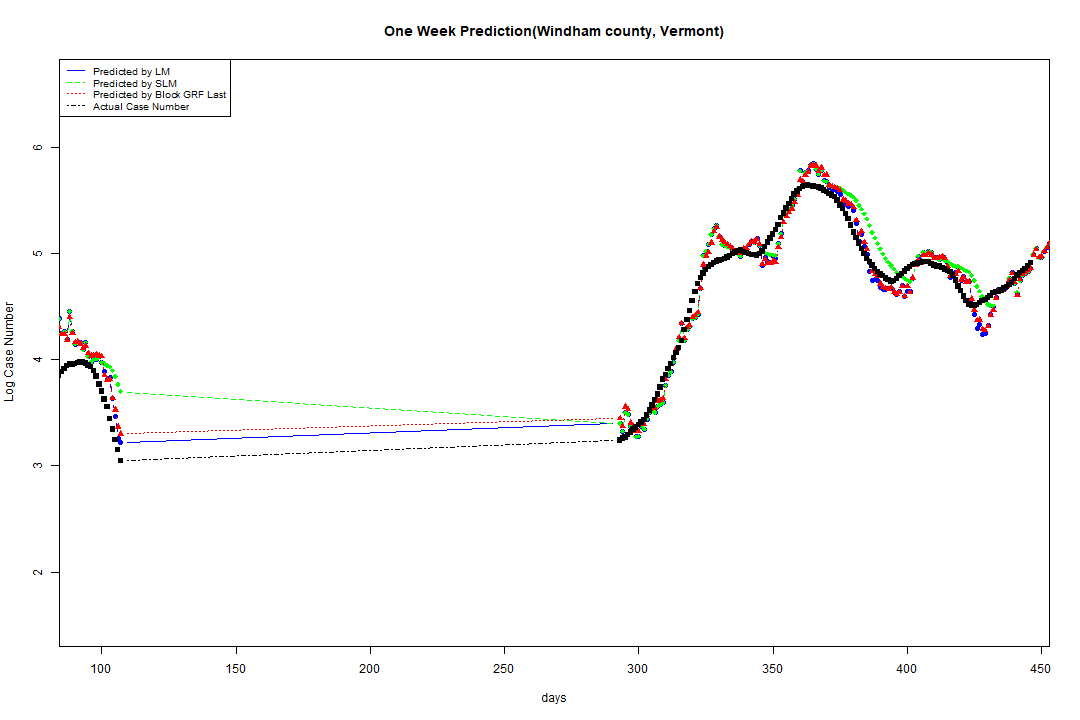 One Week Prediction(Windham county, Vermont)
Predicted by LM
Predicted by SLM
Predicted by Block GRF Last
Actual Case Number
6
5
4
3
2
Log Case Number
100 150 200 250 300 350 400 450
days